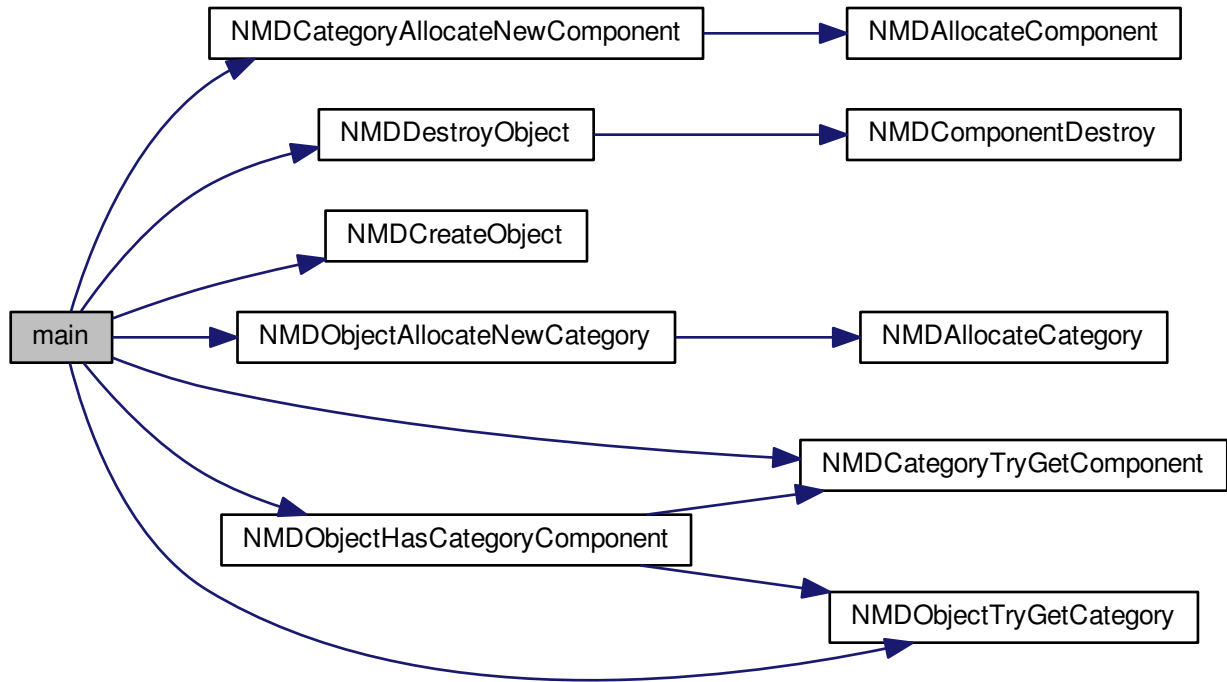 NMDCategoryAllocateNewComponent
NMDAllocateComponent
NMDDestroyObject
NMDComponentDestroy
NMDCreateObject
main
NMDObjectAllocateNewCategory
NMDAllocateCategory
NMDCategoryTryGetComponent
NMDObjectHasCategoryComponent
NMDObjectTryGetCategory